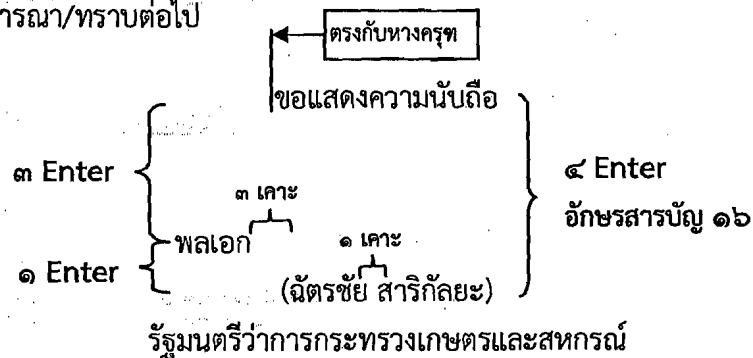 ารณา/ทราบต่อไป
ตรงกับหางครุฑ
ขอแสดงความนับถือ
๓ Enter
๔ Enter
อักษรสารบัญ ๑๖
๓ เคาะ
พลเอก
๑ เคาะ
๑ Enter
(ฉัตรชัย สาริกัลยะ)
รัฐมนตรีว่าการกระทรวงเกษตรและสหกรณ์